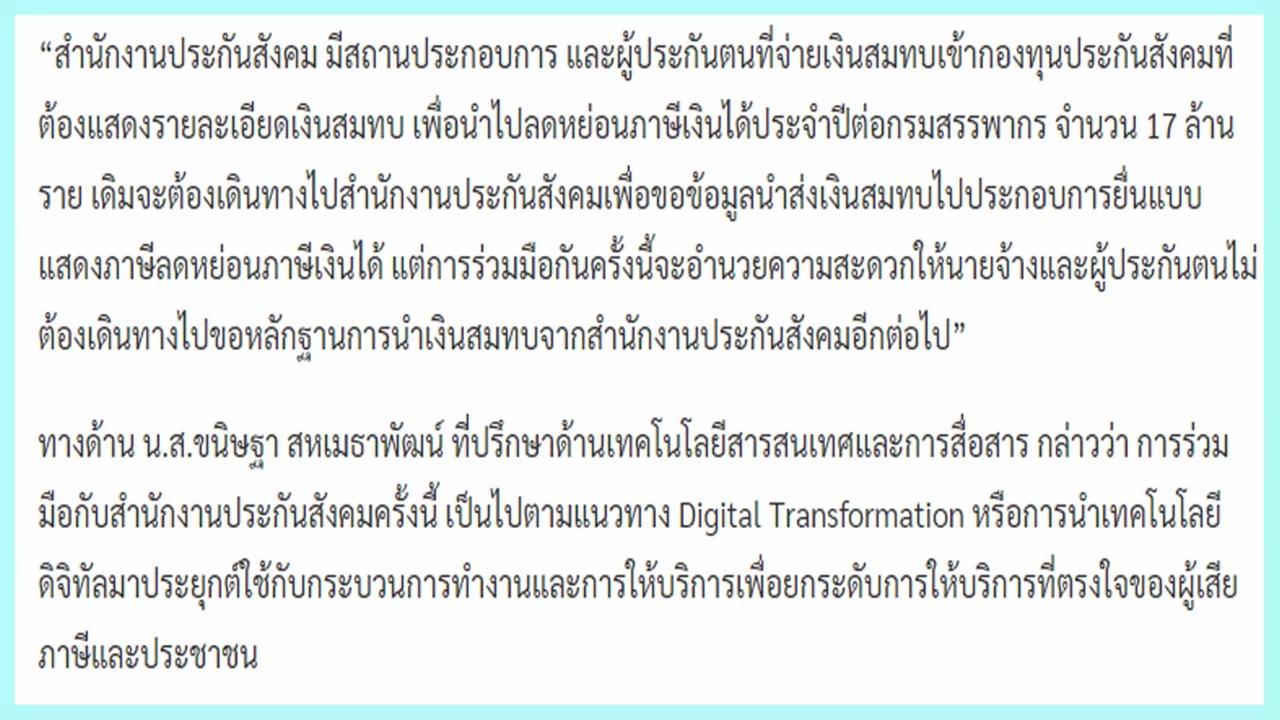 “สำนักงานประกันสังคม มีสถานประกอบการ และผู้ประกันตนที่จ่ายเงินสมทบเข้ากองทุนประกันสังคมที่
ต้องแสดงรายละเอียดเงินสมทบ เพื่อนำไปลดหย่อนภาษีเงินได้ประจำปีต่อกรมสรรพากร จำนวน 17 ล้าน
ราย เดิมจะต้องเดินทางไปสำนักงานประกันสังคมเพื่อขอข้อมูลนำส่งเงินสมทบไปประกอบการยื่นแบบ
แสดงภาษีลดหย่อนภาษีเงินได้ แต่การร่วมมือกันครั้งนี้จะอำนวยความสะดวกให้นายจ้างและผู้ประกันตนไม่
ต้องเดินทางไปขอหลักฐานการนำเงินสมทบจากสำนักงานประกันสังคมอีกต่อไป”
ทางด้าน น.ส.ขนิษฐา สหเมธาพัฒน์ ที่ปรึกษาด้านเทคโนโลยีสารสนเทศและการสื่อสาร กล่าวว่า การร่วม
มือกับสำนักงานประกันสังคมครั้งนี้ เป็นไปตามแนวทาง Digital Transformation หรือการนำเทคโนโลยี
ดิจิทัลมาประยุกต์ใช้กับกระบวนการทำงานและการให้บริการเพื่อยกระดับการให้บริการที่ตรงใจของผู้เสีย
ภาษีและประชาชน